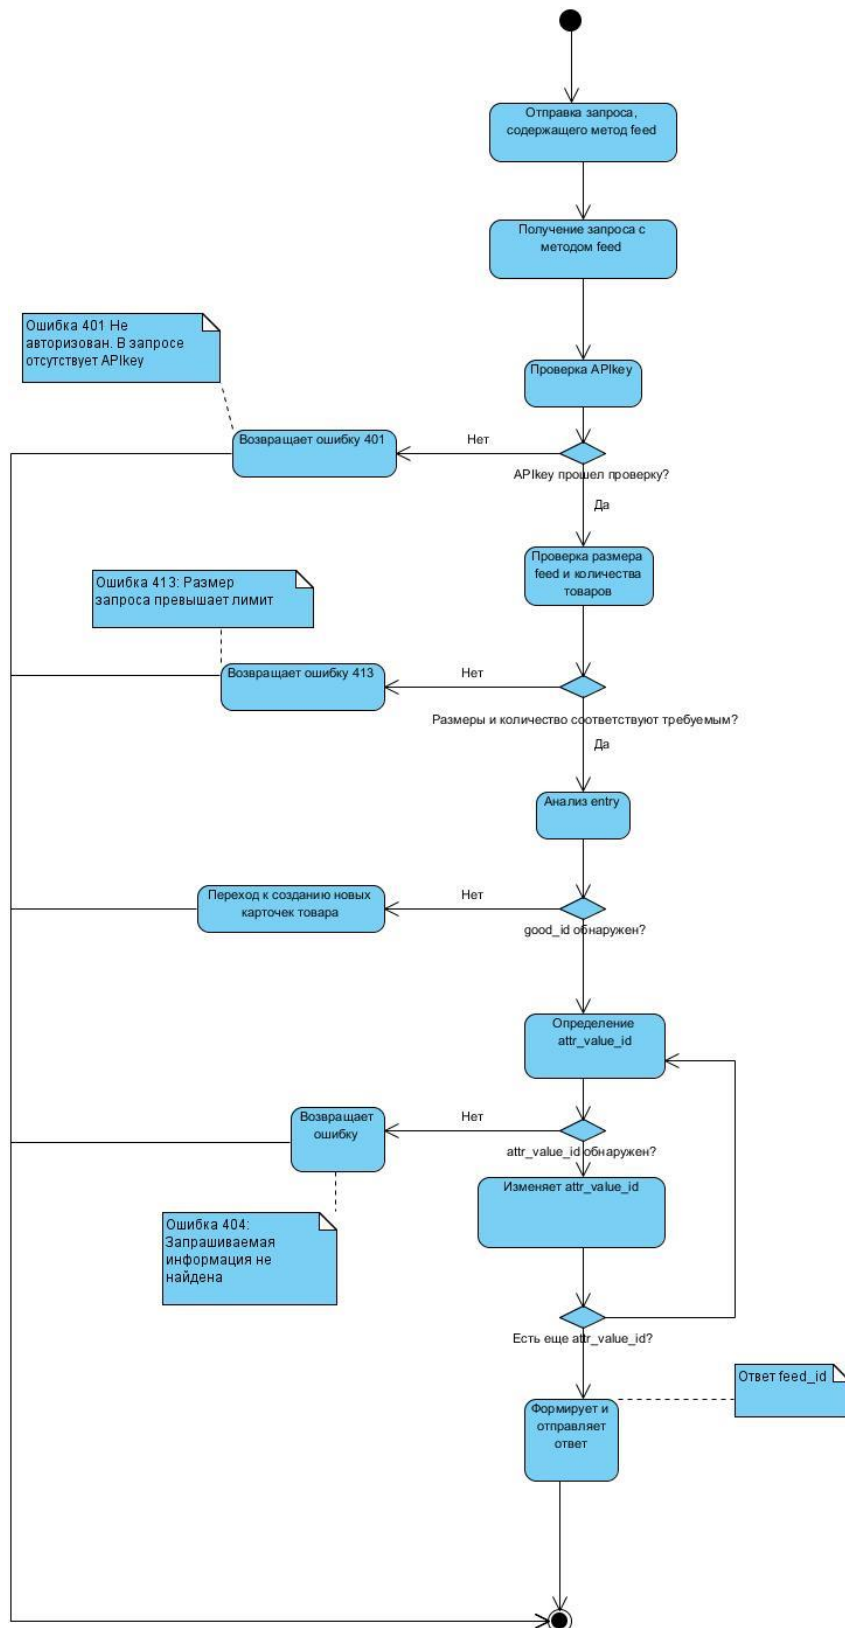 Отправка запроса,
содержащего метод feed
Получение запроса с
методом feed
Ошибка 401 Не
авторизован. В запросе
отсутствует APIkey
Проверка APIkey
Возвращает ошибку 401
Нет
APIkey прошел проверку?
Да
Проверка размера
feed и количества
товаров
Ошибка 413: Размер
запроса превышает лимит
Возвращает ошибку 413
Нет
Размеры и количество соответствуют требуемым?
Да
Анализ entry
Переход к созданию новых
карточек товара
Нет
good_id обнаружен?
Определение
attr_value_id
Возвращает
ошибку
Нет
attr_value_id обнаружен?
Изменяет attr_value_id
Ошибка 404:
Запрашиваемая
информация не
найдена
Есть еще attr_value_id?
Ответ feed_id
Формирует и
отправляет
ответ